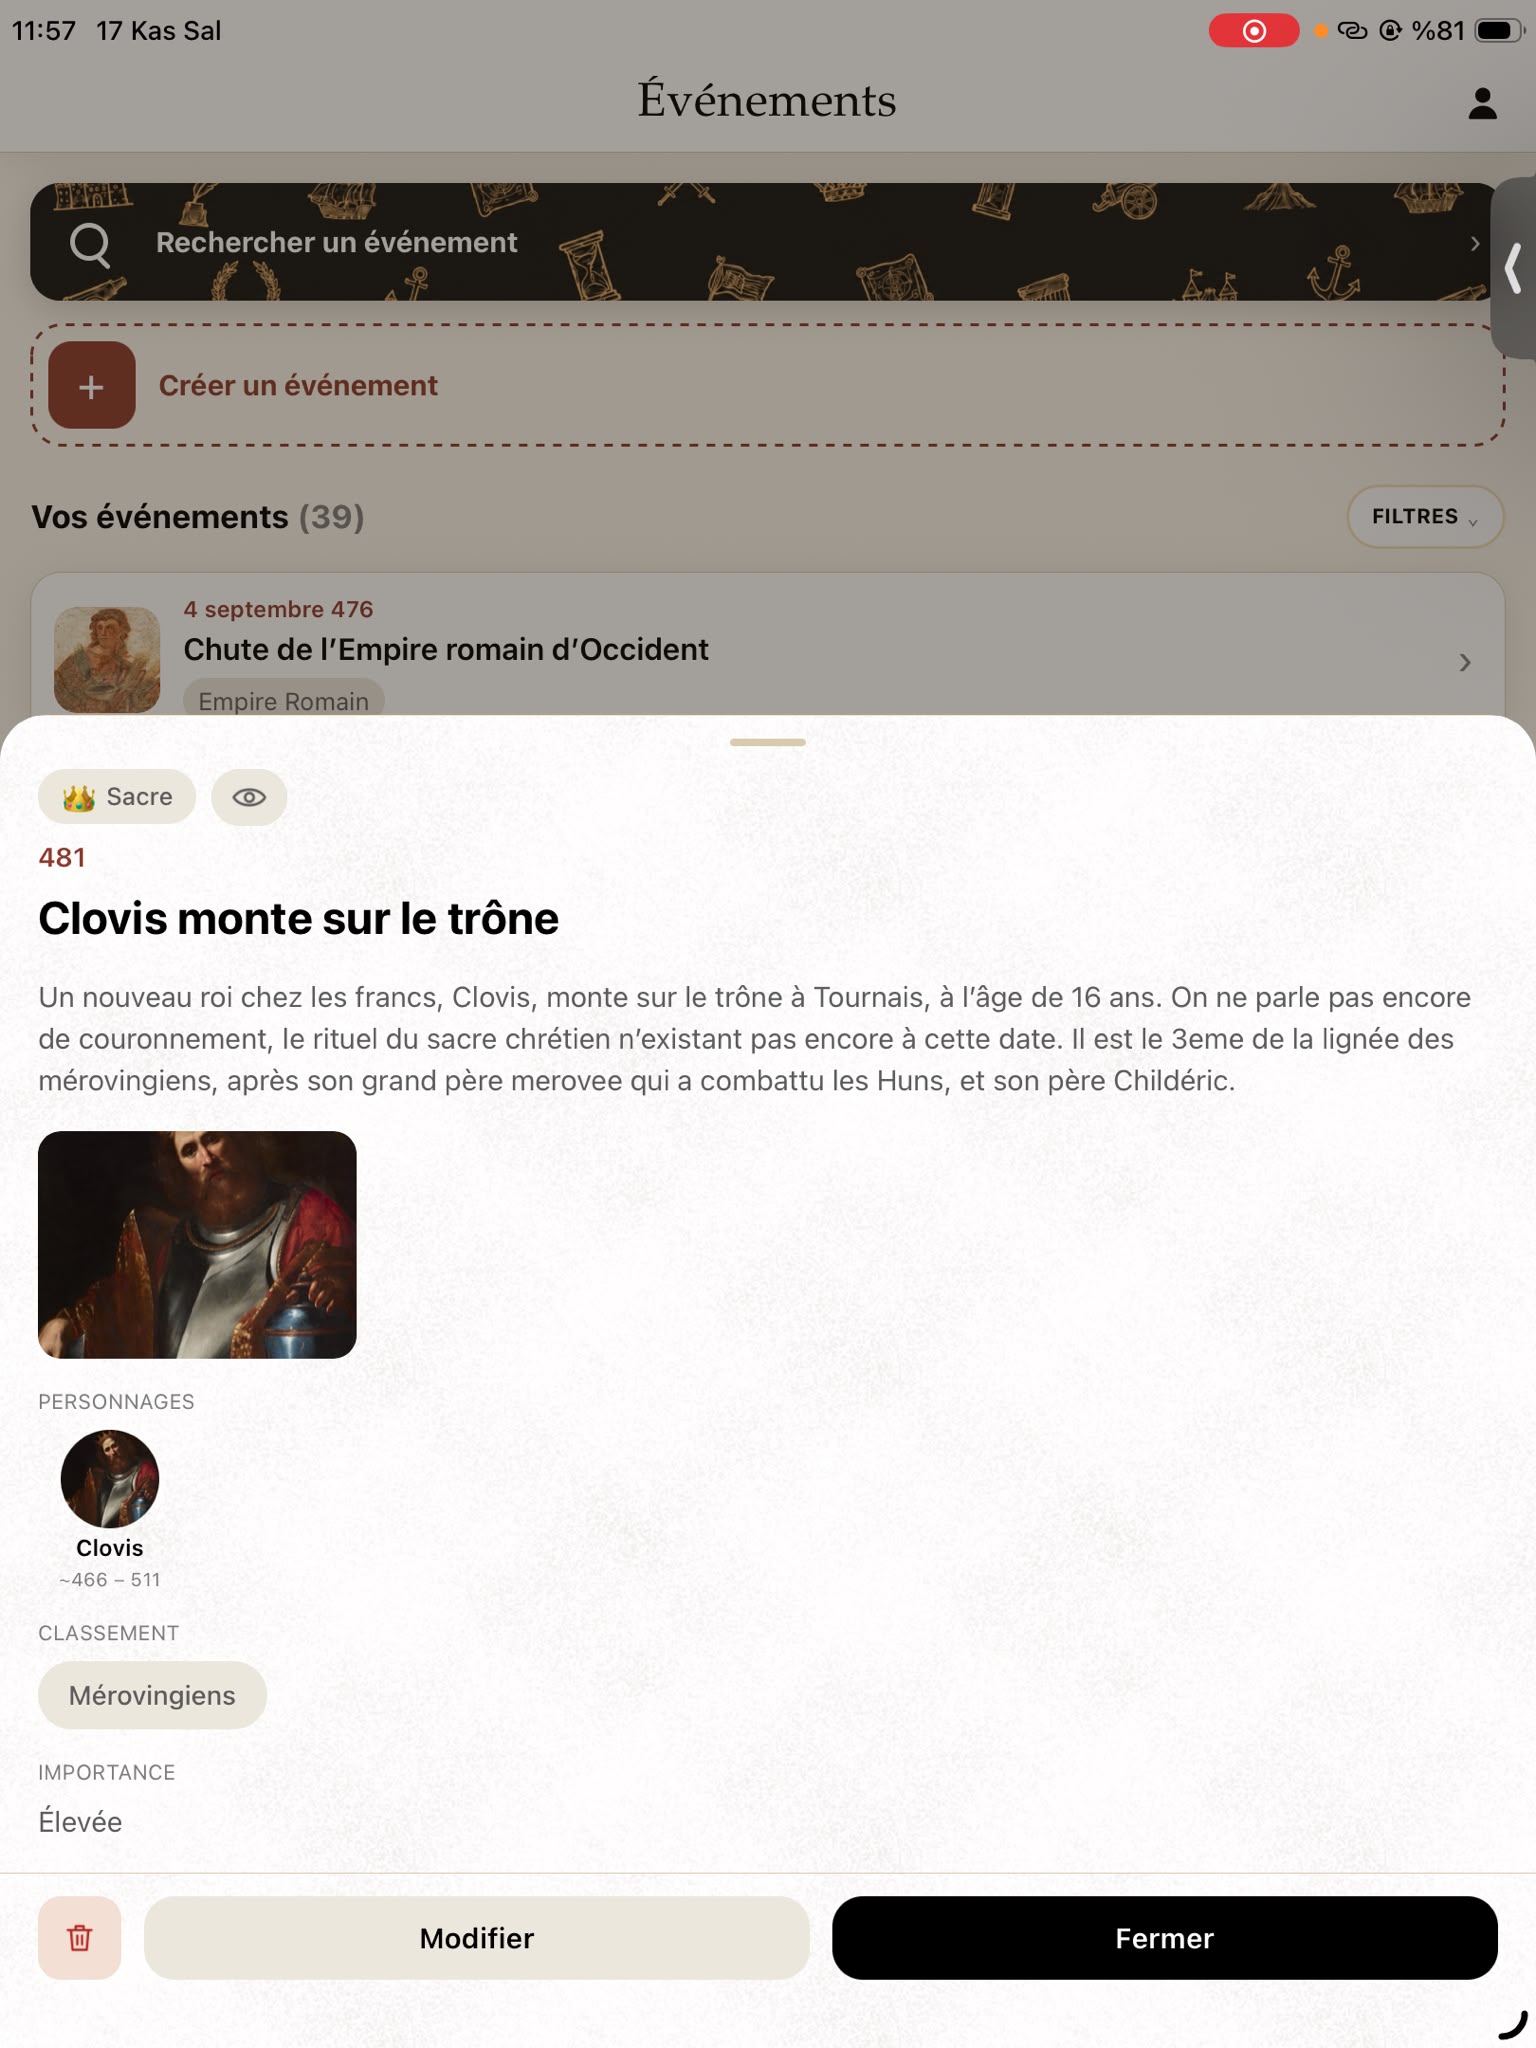 11:57 17 Kas Sal
%81
Événements
Rechercher un événement
Créer un événement
Vos événements (39)
FILTRES
4 septembre 476
Chute de l’Empire romain d’Occident
Empire Romain
Sacre
481
Clovis monte sur le trône
Un nouveau roi chez les francs, Clovis, monte sur le trône à Tournais, à l’âge de 16 ans. On ne parle pas encore
de couronnement, le rituel du sacre chrétien n’existant pas encore à cette date. Il est le 3eme de la lignée des
mérovingiens, après son grand père merovee qui a combattu les Huns, et son père Childéric.
PERSONNAGES
Clovis
~466 – 511
CLASSEMENT
Mérovingiens
IMPORTANCE
Élevée
Modifier
Fermer